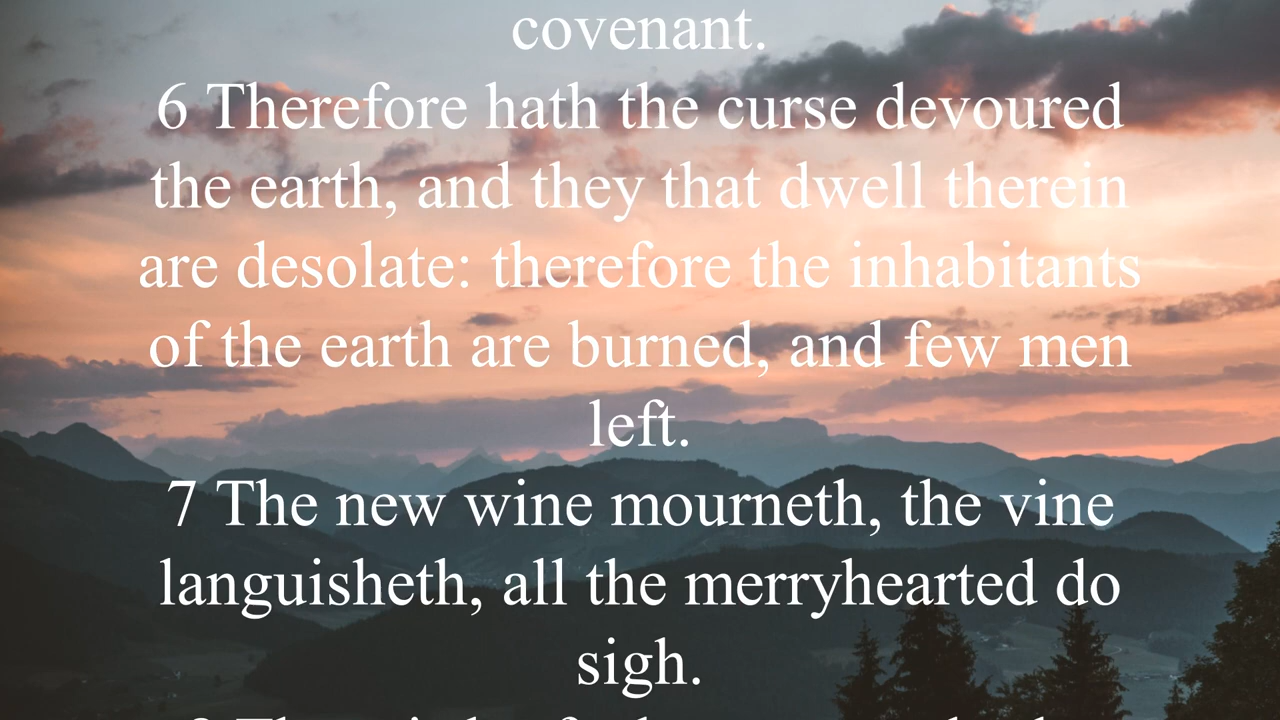 covenant.
6 Therefore hath the curse devoured
the earth, and they that dwell therein
are desolate: therefore the inhabitants
of the earth are burned, and few men
left.
7 The new wine mourneth, the vine
languisheth, all the merryhearted do
sigh.